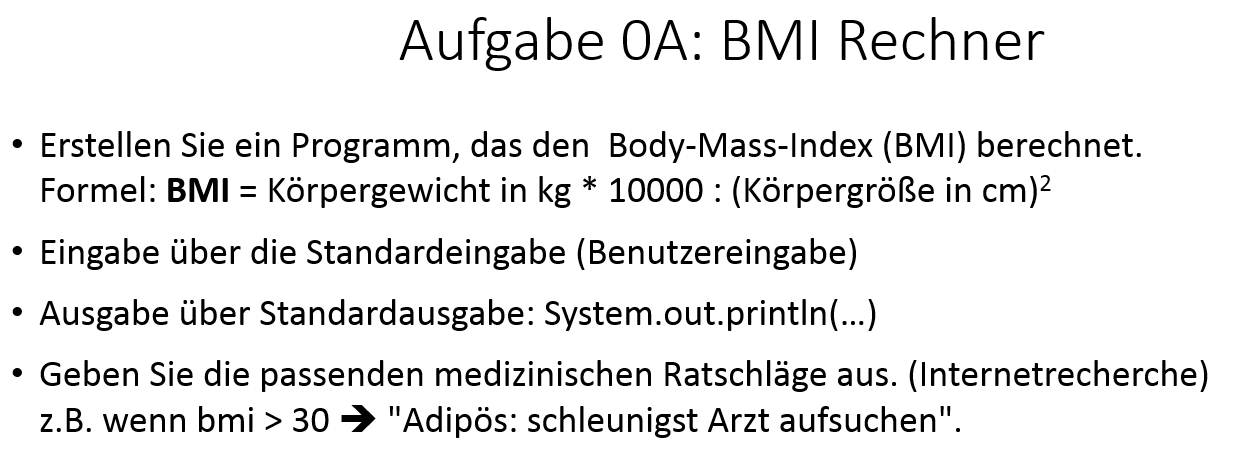 Aufgabe 0A: BMI Rechner
• Erstellen Sie ein Programm, das den  Body-Mass-Index (BMI) berechnet.
Formel: BMI = Körpergewicht in kg * 10000 : (Körpergröße in cm)²
• Eingabe über die Standardeingabe (Benutzereingabe)
• Ausgabe über Standardausgabe: System.out.println(…)
• Geben Sie die passenden medizinischen Ratschläge aus. (Internetrecherche)
z.B. wenn bmi > 30 ➔ "Adipös: schleunigst Arzt aufsuchen".